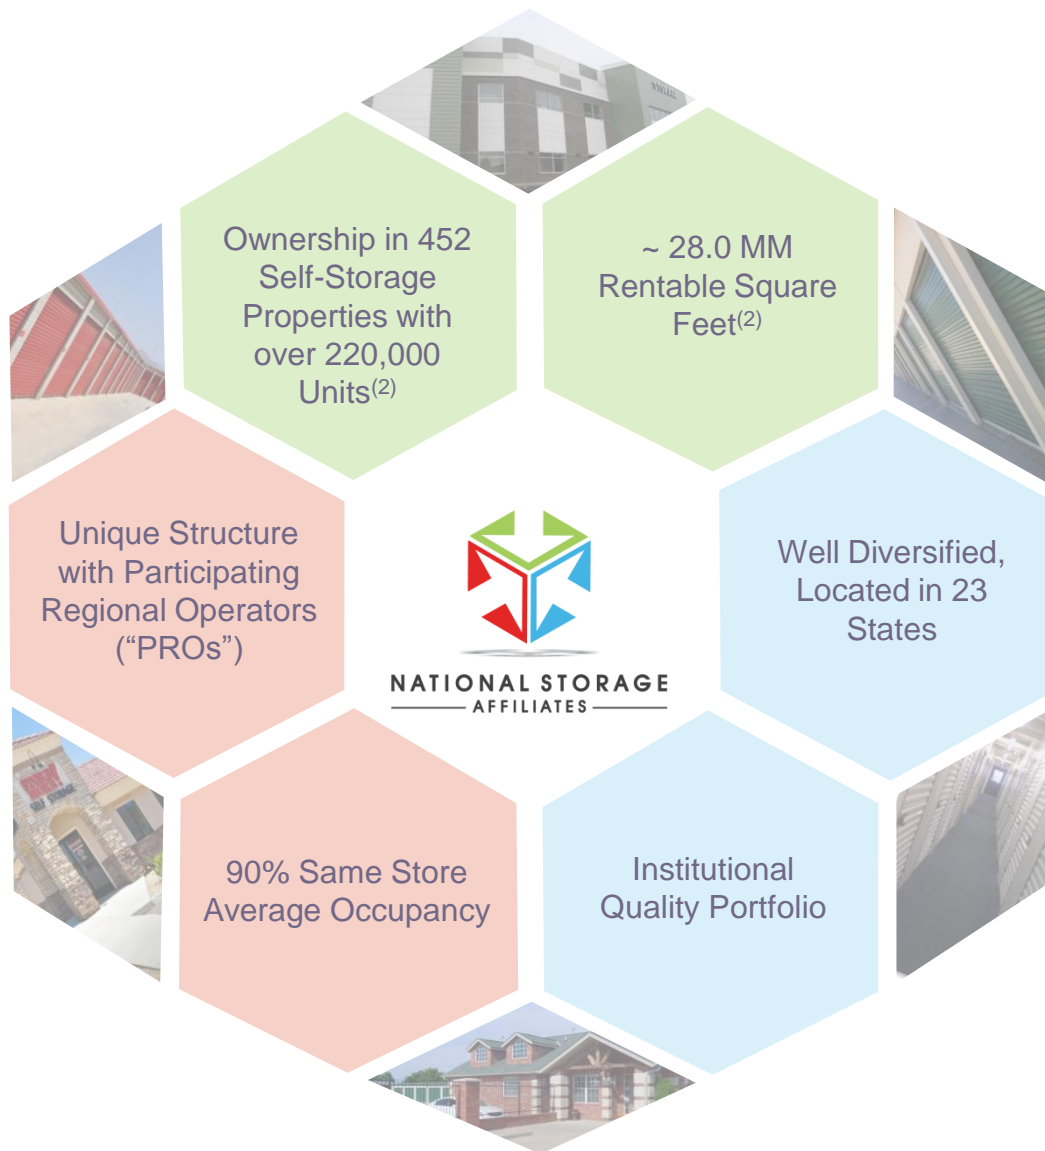 Ownership in 452
Self-Storage
Properties with
over 220,000
Units(2)
~ 28.0 MM
Rentable Square
Feet(2)
Unique Structure
with Participating
Regional Operators
(“PROs”)
NATIONAL STORAGE
AFFILIATES
Well Diversified,
Located in 23
States
90% Same Store
Average Occupancy
Institutional
Quality Portfolio
SELF STORAGE